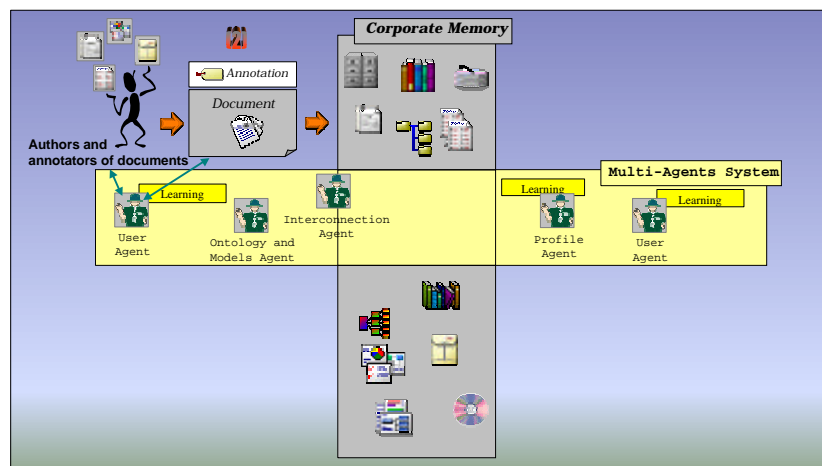 Corporate Memory
Annotation
Document
Authors and
annotators of documents
Multi-Agents System
Learning
Learning
Learning
User
Agent
Ontology and
Models Agent
Interconnection
Agent
Profile
Agent
User
Agent